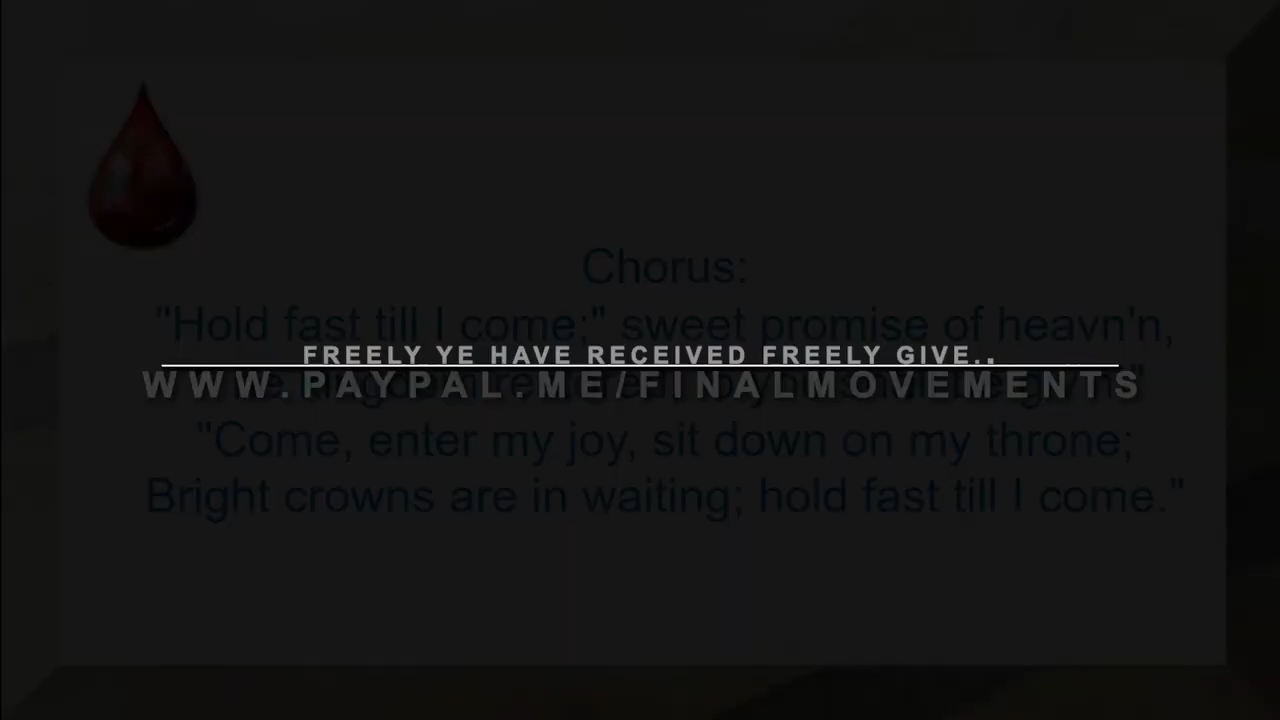 Chorus:
"Hold fast till I come;" sweet promise of heavn'n,
FREELY YE HAVE RECEIVED FREELY GIVE..
WWW.PAYPAL.ME/FINALMOVEMENTS
"Come, enter my joy, sit down on my throne;
Bright crowns are in waiting; hold fast till I come."